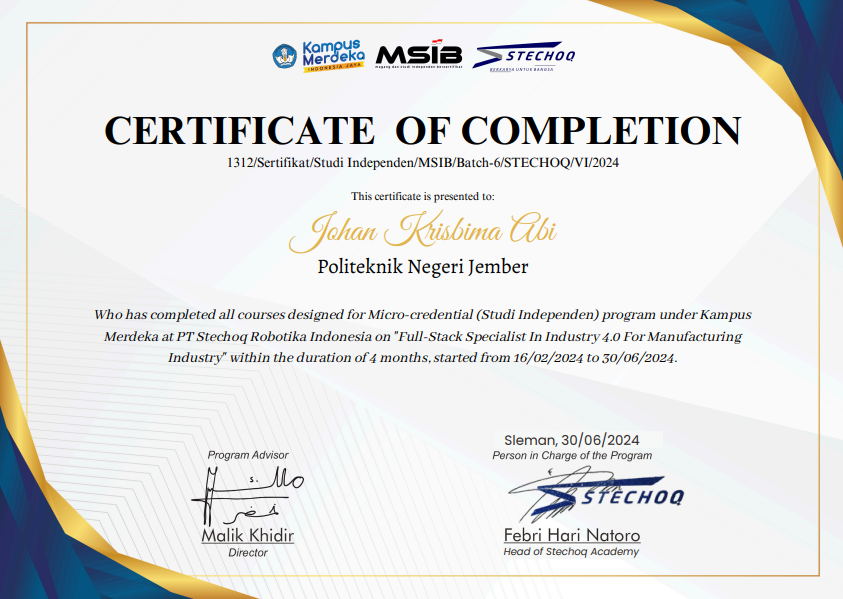 Kampus
Merdeka
INDONESIA JAYA
MSIB
magang dan studi independen bersertifikat
STECHOQ
BERKARYA UNTUK BANGSA
CERTIFICATE OF COMPLETION
1312/Sertifikat/Studi Independen/MSIB/Batch-6/STECHOQ/VI/2024
This certificate is presented to:
Johan Krisbima Abi
Politeknik Negeri Jember
Who has completed all courses designed for Micro-credential (Studi Independen) program under Kampus
Merdeka at PT Stechoq Robotika Indonesia on "Full-Stack Specialist In Industry 4.0 For Manufacturing
Industry" within the duration of 4 months, started from 16/02/2024 to 30/06/2024.
Program Advisor
Malik Khidir
Director
Sleman, 30/06/2024
Person in Charge of the Program
STECHOQ
Febri Hari Natoro
Head of Stechoq Academy